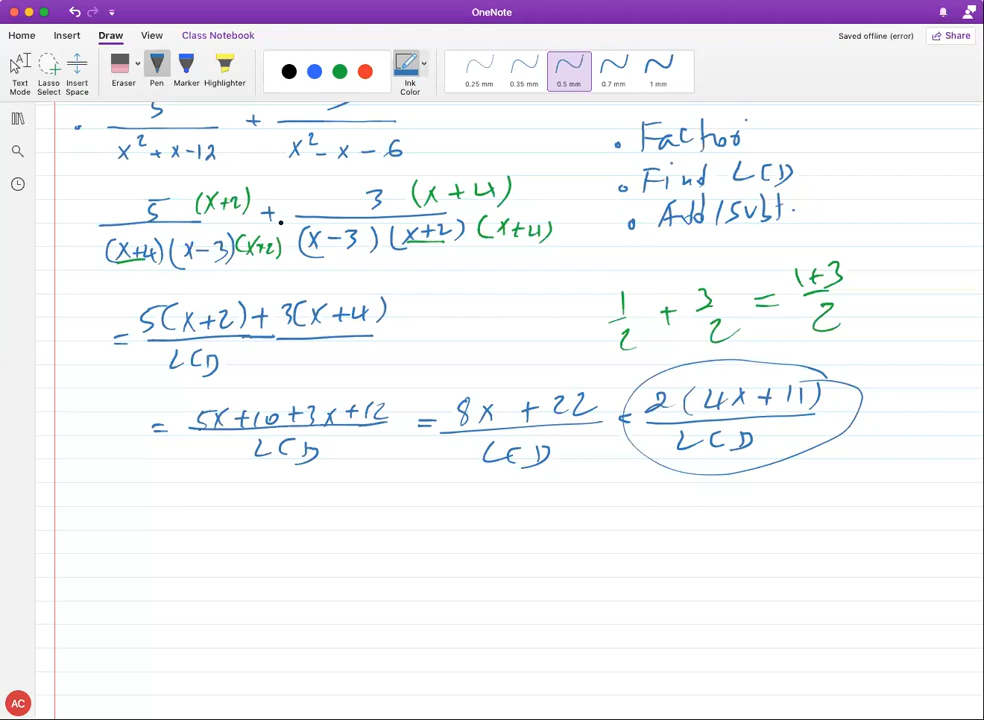 OneNote
Home Insert Draw View Class Notebook Saved offline (error) Share
Text Mode Lasso Select Insert Space Eraser Pen Marker Highlighter Ink Color 0.25 mm 0.35 mm 0.5 mm 0.7 mm 1 mm
5/(x² + x - 12) + /(x² - x - 6)
• Factor
• Find LCD
• Add/Subt.
5 (x+2)/((x+4)(x-3)(x+2)) + 3 (x+4)/((x-3)(x+2)(x+4))
1/2 + 3/2 = (1+3)/2
= (5(x+2) + 3(x+4))/LCD
= (5x+10+3x+12)/LCD = (8x + 22)/LCD = 2(4x+11)/LCD
AC